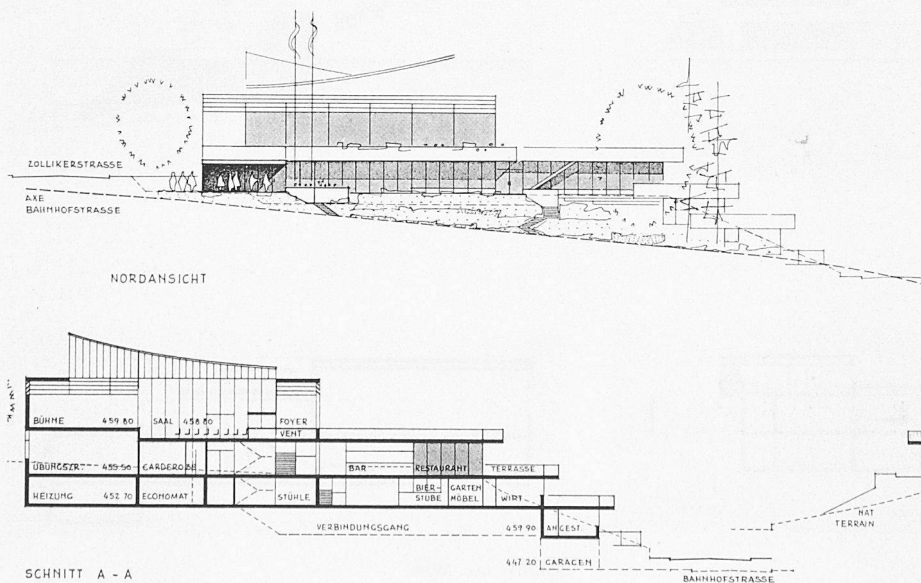 ZOLLIKERSTRASSE
AXE
BAHNHOFSTRASSE
NORDANSICHT
BÜHNE 459 80 SAAL 458 80 FOYER
VENT
ÜBUNGSZR. 455 50 GARDEROBE BAR RESTAURANT TERRASSE
HEIZUNG 452 70 ECONOMAT STÜHLE BIER-STUBE GARTEN MÖBEL WIRT
VERBINDUNGSGANG 459.90 ANGEST.
447 20 GARAGEN
NAT
TERRAIN
BAHNHOFSTRASSE
SCHNITT A - A